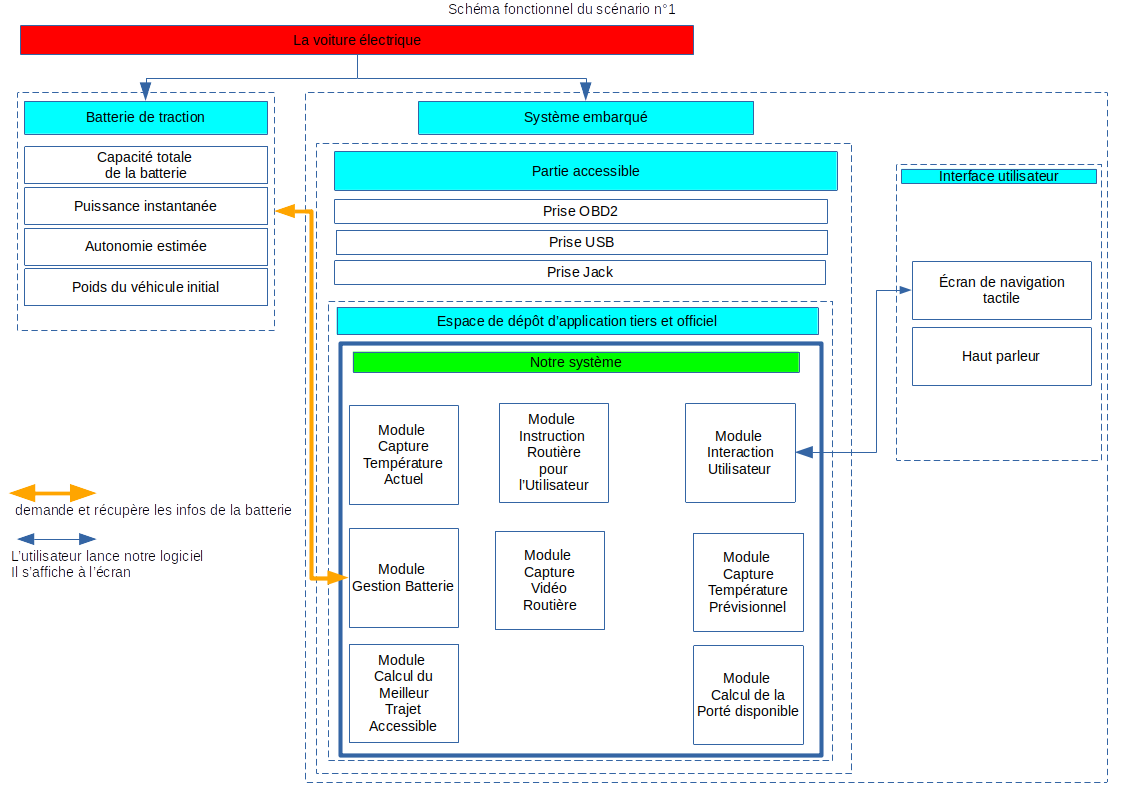 Schéma fonctionnel du scénario n°1
La voiture électrique
Batterie de traction
Capacité totale
de la batterie
Puissance instantanée
Autonomie estimée
Poids du véhicule initial
Système embarqué
Partie accessible
Prise OBD2
Prise USB
Prise Jack
Espace de dépôt d'application tiers et officiel
Notre système
Module
Capture
Température
Actuel
Module
Instruction
Routière
pour
l'Utilisateur
Module
Interaction
Utilisateur
Module
Gestion Batterie
Module
Capture
Vidéo
Routière
Module
Capture
Température
Prévisionnel
Module
Calcul du
Meilleur
Trajet
Accessible
Module
Calcul de la
Porté disponible
Interface utilisateur
Écran de navigation
tactile
Haut parleur
demande et récupère les infos de la batterie
L'utilisateur lance notre logiciel
Il s'affiche à l'écran